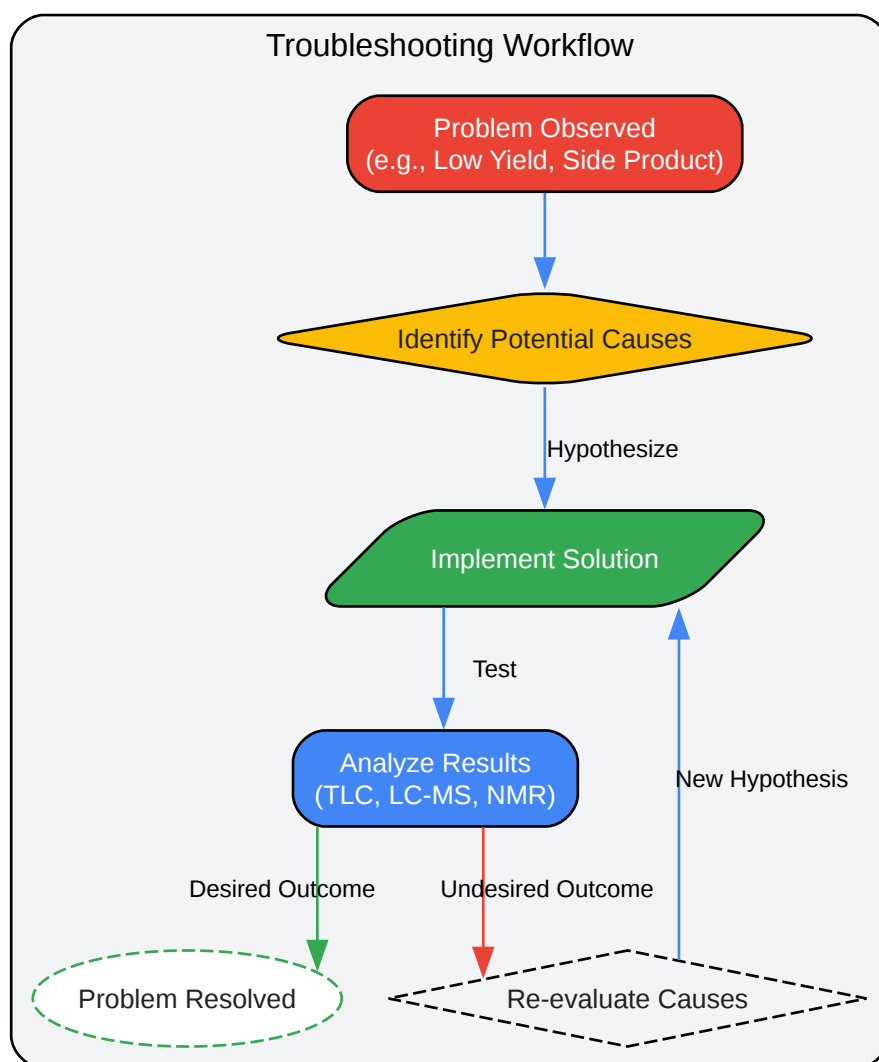 Troubleshooting Workflow
Problem Observed
(e.g., Low Yield, Side Product)
Identify Potential Causes
Hypothesize
Implement Solution
Test
Analyze Results
(TLC, LC-MS, NMR)
New Hypothesis
Desired Outcome
Undesired Outcome
Problem Resolved
Re-evaluate Causes